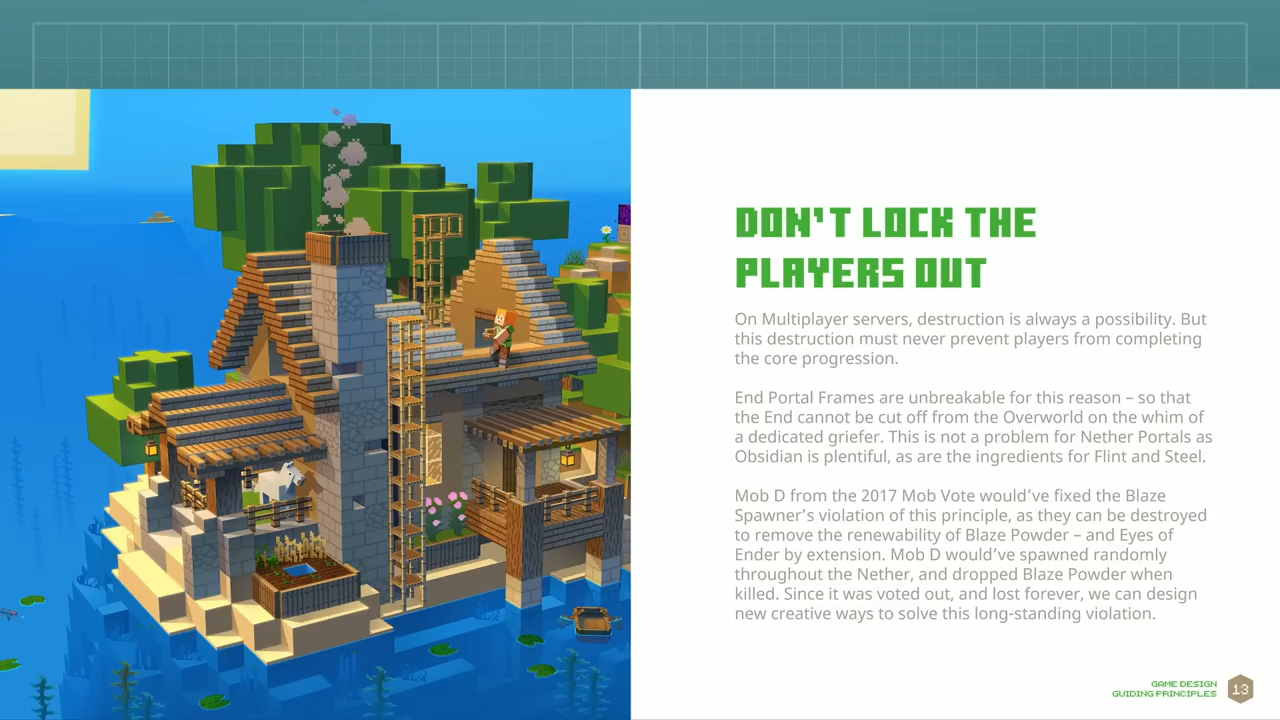 DON'T LOCK THE
PLAYERS OUT
On Multiplayer servers, destruction is always a possibility. But
this destruction must never prevent players from completing
the core progression.
End Portal Frames are unbreakable for this reason – so that
the End cannot be cut off from the Overworld on the whim of
a dedicated griefer. This is not a problem for Nether Portals as
Obsidian is plentiful, as are the ingredients for Flint and Steel.
Mob D from the 2017 Mob Vote would’ve fixed the Blaze
Spawner’s violation of this principle, as they can be destroyed
to remove the renewability of Blaze Powder – and Eyes of
Ender by extension. Mob D would’ve spawned randomly
throughout the Nether, and dropped Blaze Powder when
killed. Since it was voted out, and lost forever, we can design
new creative ways to solve this long-standing violation.
GAME DESIGN
GUIDING PRINCIPLES
13